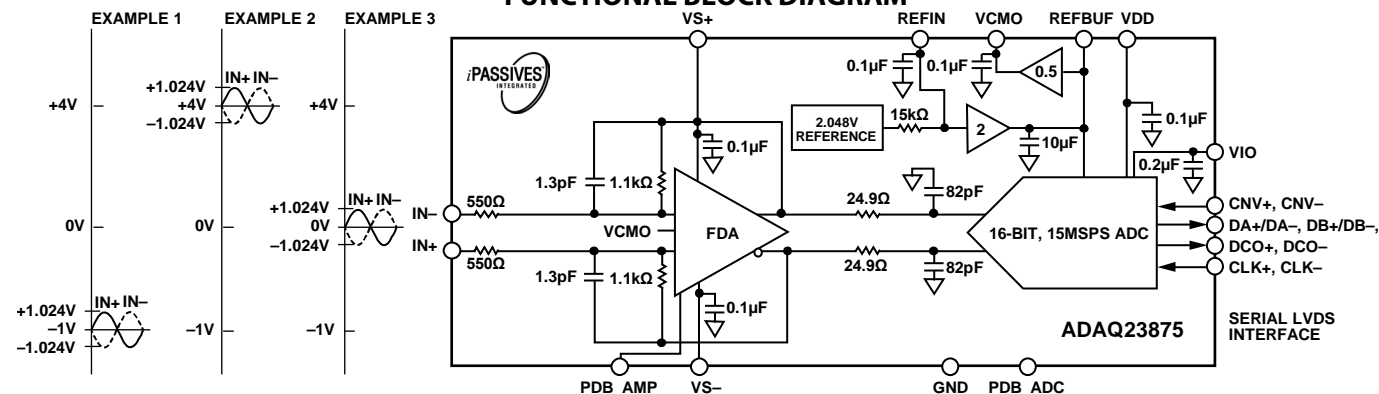 FUNCTIONAL BLOCK DIAGRAM
EXAMPLE 1 EXAMPLE 2 EXAMPLE 3
VS+ REFIN VCMO REFBUF VDD
iPASSIVES
INTEGRATED
0.1µF 0.1µF 0.5
+1.024V IN+ IN–
+4V +4V +4V
–1.024V
2.048V
REFERENCE
15kΩ 2 10µF 0.1µF
0.1µF
0.2µF VIO
1.3pF 1.1kΩ
82pF
550Ω 24.9Ω
+1.024V IN+ IN–
0V 0V 0V
–1.024V
IN–
VCMO FDA
IN+
550Ω 24.9Ω
16-BIT, 15MSPS ADC
CNV+, CNV–
DA+/DA–, DB+/DB–,
DCO+, DCO–
CLK+, CLK–
1.3pF 1.1kΩ
82pF
0.1µF
+1.024V IN+ IN–
–1V –1V –1V
–1.024V
ADAQ23875
SERIAL LVDS
INTERFACE
PDB_AMP VS– GND PDB_ADC